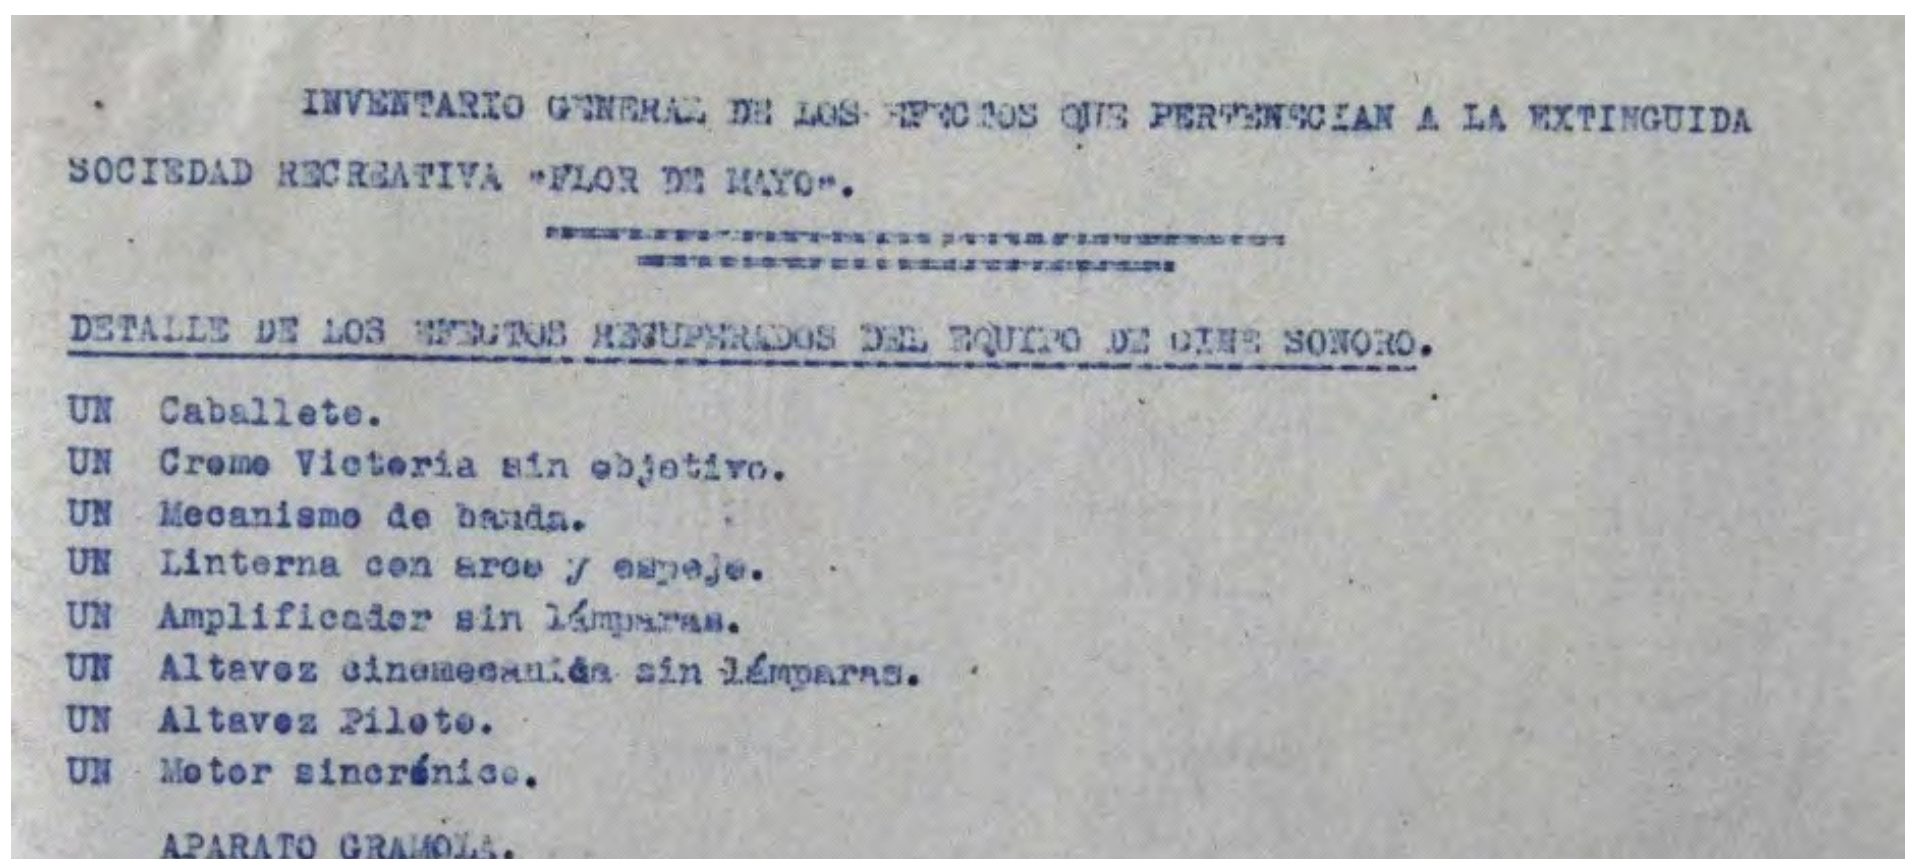 INVENTARIO GENERAL DE LOS EFECTOS QUE PERTENECIAN A LA EXTINGUIDA
SOCIEDAD RECREATIVA "FLOR DE MAYO".
DETALLE DE LOS EFECTOS RECUPERADOS DEL EQUIPO DE CINE SONORO.
UN Caballete.
UN Cromo Victoria sin objetivo.
UN Mecanismo de banda.
UN Linterna con arco y espejo.
UN Amplificador sin lámparas.
UN Altavoz cinemecanida sin lámparas.
UN Altavoz Piloto.
UN Motor sincrónico.
APARATO GRAMOLA.